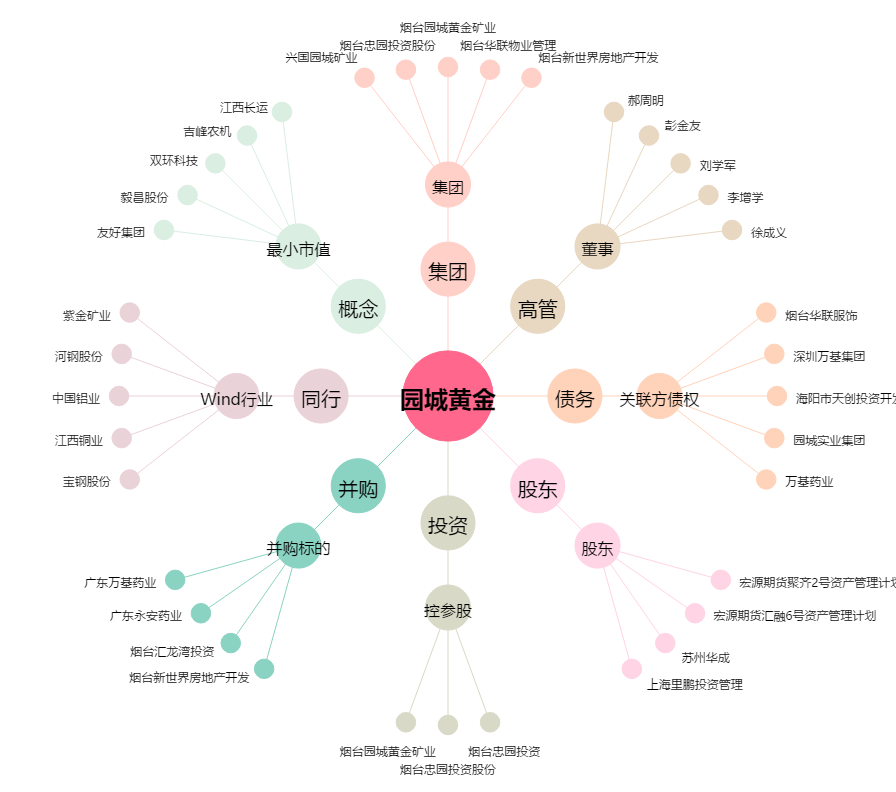 烟台园城黄金矿业
烟台忠园投资股份
烟台华联物业管理
兴国园城矿业
烟台新世界房地产开发
集团
集团
江西长运
吉峰农机
双环科技
毅昌股份
友好集团
最小市值
概念
郝周明
彭金友
刘学军
李增学
徐成义
董事
高管
紫金矿业
河钢股份
中国铝业
江西铜业
宝钢股份
Wind行业
同行
园城黄金
债务
关联方债权
烟台华联服饰
深圳万基集团
海阳市天创投资开发
园城实业集团
万基药业
并购
并购标的
广东万基药业
广东永安药业
烟台汇龙湾投资
烟台新世界房地产开发
投资
控参股
烟台园城黄金矿业
烟台忠园投资
烟台忠园投资股份
股东
股东
宏源期货聚齐2号资产管理计划
宏源期货汇融6号资产管理计划
苏州华成
上海里鹏投资管理